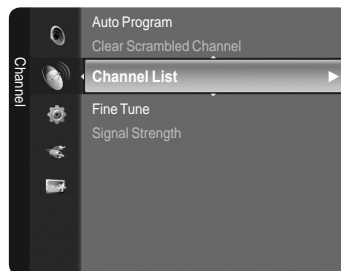 Channel
Auto Program
Clear Scrambled Channel
Channel List
Fine Tune
Signal Strength